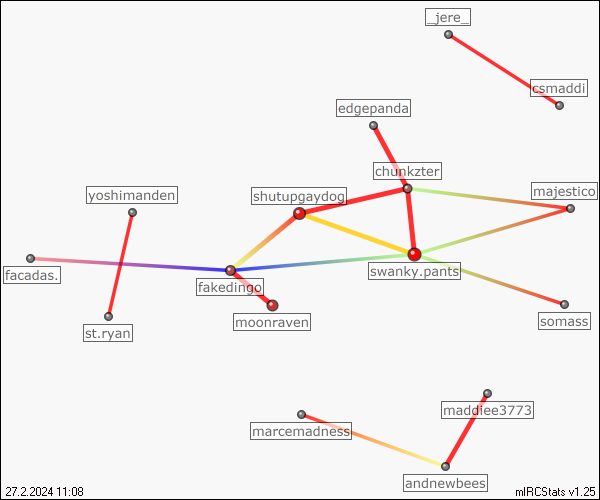 _jere_
csmaddi
edgepanda
chunkzter
yoshimanden
shutupgaydog
majestico
facadas.
swanky.pants
fakedingo
moonraven
somass
st.ryan
maddiee3773
marcemadness
andnewbees
27.2.2024 11:08
mIRCStats v1.25